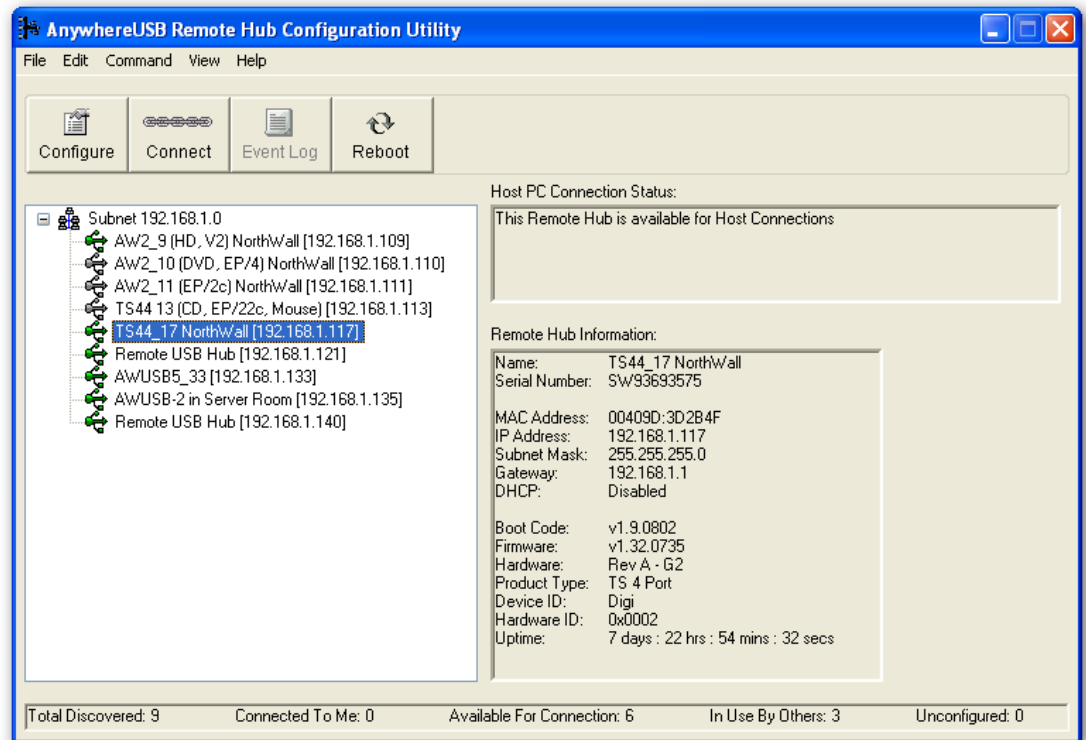 AnywhereUSB Remote Hub Configuration Utility
File Edit Command View Help
Configure Connect Event Log Reboot
Subnet 192.168.1.0
AW2_9 (HD, V2) NorthWall [192.168.1.109]
AW2_10 (DVD, EP/4) NorthWall [192.168.1.110]
AW2_11 (EP/2c) NorthWall [192.168.1.111]
TS44 13 (CD, EP/22c, Mouse) [192.168.1.113]
TS44_17 NorthWall [192.168.1.117]
Remote USB Hub [192.168.1.121]
AWUSB5_33 [192.168.1.133]
AWUSB-2 in Server Room [192.168.1.135]
Remote USB Hub [192.168.1.140]
Host PC Connection Status:
This Remote Hub is available for Host Connections
Remote Hub Information:
Name: TS44_17 NorthWall
Serial Number: SW93693575
MAC Address: 00409D:3D2B4F
IP Address: 192.168.1.117
Subnet Mask: 255.255.255.0
Gateway: 192.168.1.1
DHCP: Disabled
Boot Code: v1.9.0802
Firmware: v1.32.0735
Hardware: Rev A - G2
Product Type: TS 4 Port
Device ID: Digi
Hardware ID: 0x0002
Uptime: 7 days : 22 hrs : 54 mins : 32 secs
Total Discovered: 9 Connected To Me: 0 Available For Connection: 6 In Use By Others: 3 Unconfigured: 0